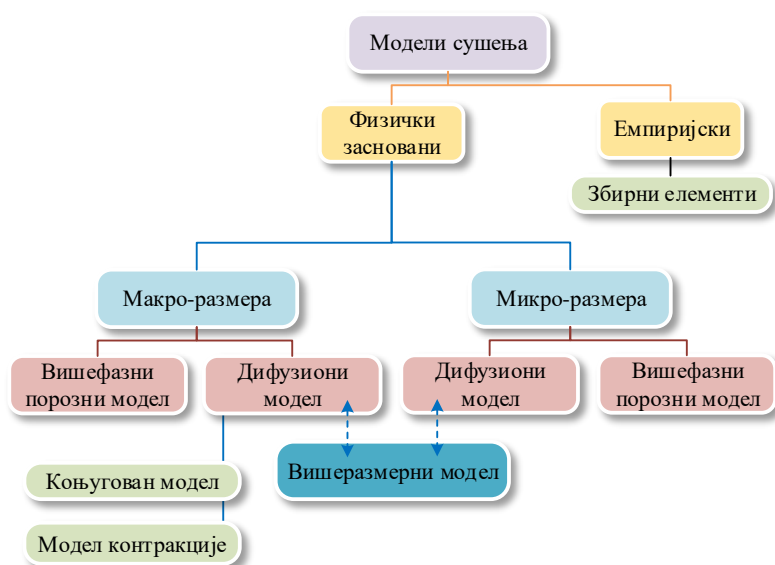 Модели сушења
Физички
засновани
Емпиријски
Збирни елементи
Макро-размера
Микро-размера
Вишефазни
порозни модел
Дифузиони
модел
Дифузиони
модел
Вишефазни
порозни модел
Вишеразмерни модел
Коњугован модел
Модел контракције